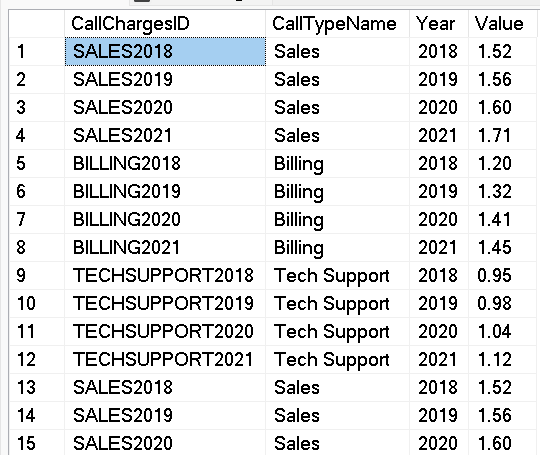 CallChargesID CallTypeName Year Value
1 SALES2018 Sales 2018 1.52
2 SALES2019 Sales 2019 1.56
3 SALES2020 Sales 2020 1.60
4 SALES2021 Sales 2021 1.71
5 BILLING2018 Billing 2018 1.20
6 BILLING2019 Billing 2019 1.32
7 BILLING2020 Billing 2020 1.41
8 BILLING2021 Billing 2021 1.45
9 TECHSUPPORT2018 Tech Support 2018 0.95
10 TECHSUPPORT2019 Tech Support 2019 0.98
11 TECHSUPPORT2020 Tech Support 2020 1.04
12 TECHSUPPORT2021 Tech Support 2021 1.12
13 SALES2018 Sales 2018 1.52
14 SALES2019 Sales 2019 1.56
15 SALES2020 Sales 2020 1.60